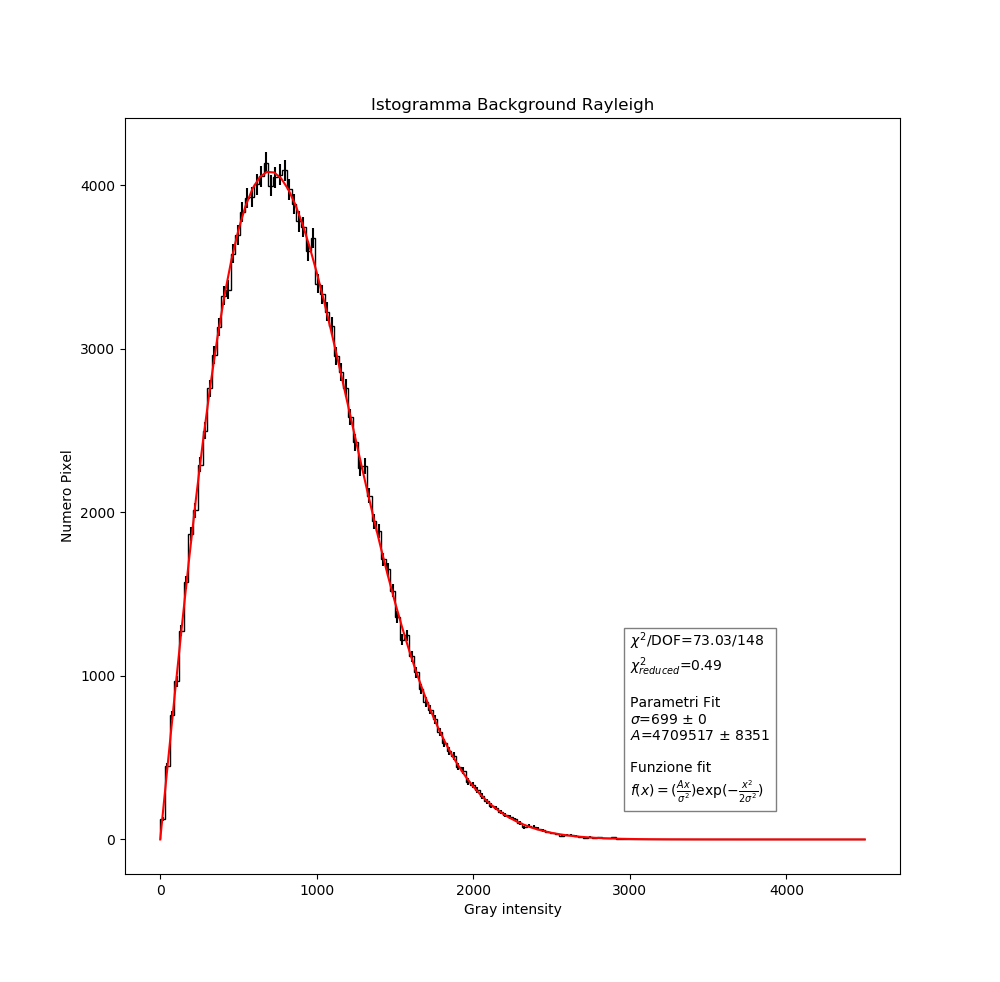 Istogramma Background Rayleigh
4000
3000
2000
1000
0
Numero Pixel
χ²/DOF=73.03/148
χ²reduced=0.49
Parametri Fit
σ=699 ± 0
A=4709517 ± 8351
Funzione fit
f(x) = (Ax/σ²)exp(−x²/2σ²)
0 1000 2000 3000 4000
Gray intensity